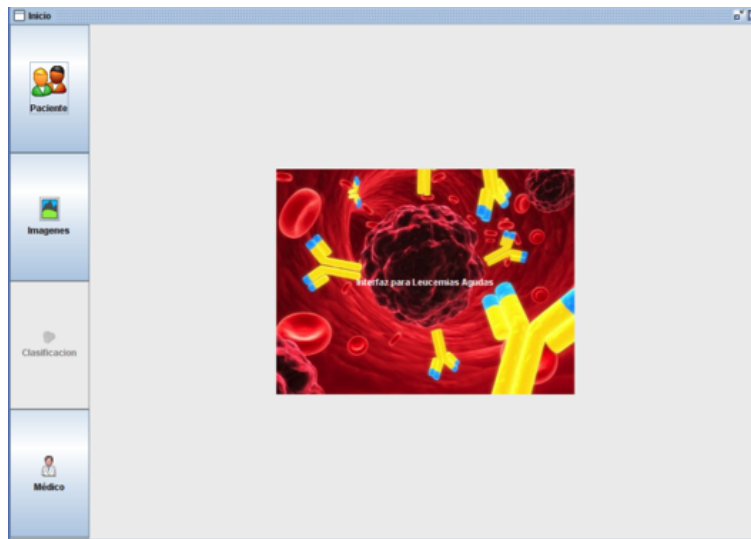 Inicio
Paciente
Imagenes
Clasificacion
Médico
Interfaz para Leucemias Agudas